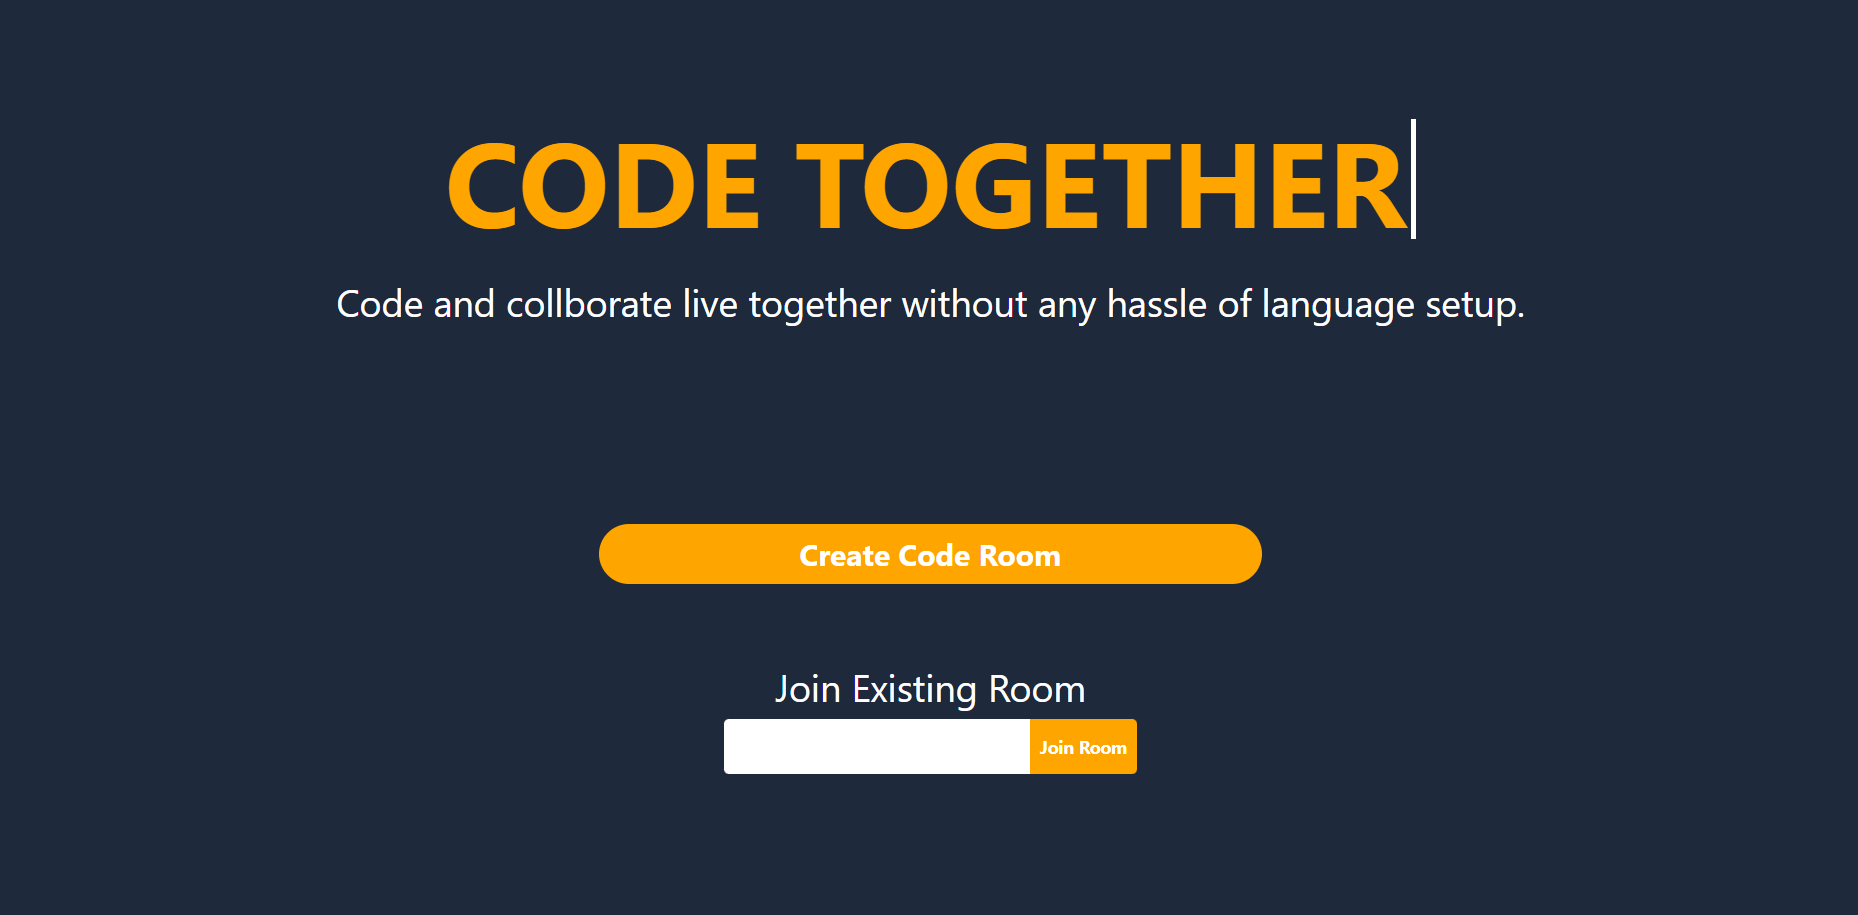 CODE TOGETHER
Code and collborate live together without any hassle of language setup.
Create Code Room
Join Existing Room
Join Room